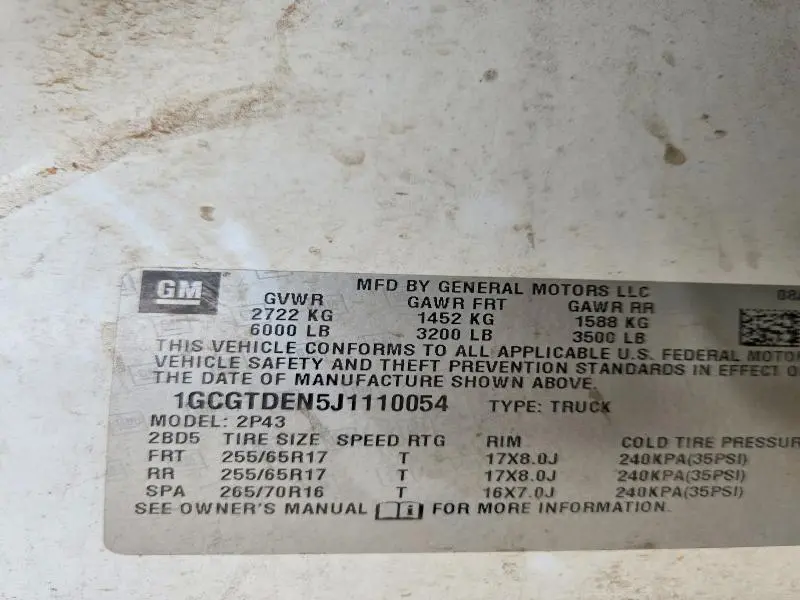 GM
MFD BY GENERAL MOTORS LLC
GVWR GAWR FRT GAWR RR
2722 KG 1452 KG 1588 KG
6000 LB 3200 LB 3500 LB
THIS VEHICLE CONFORMS TO ALL APPLICABLE U.S. FEDERAL MOTO
VEHICLE SAFETY AND THEFT PREVENTION STANDARDS IN EFFECT O
THE DATE OF MANUFACTURE SHOWN ABOVE.
1GCGTDEN5J1110054 TYPE: TRUCK
MODEL: 2P43
2BD5 TIRE SIZE SPEED RTG RIM COLD TIRE PRESSUR
FRT 255/65R17 T 17X8.0J 240KPA(35PSI)
RR 255/65R17 T 17X8.0J 240KPA(35PSI)
SPA 265/70R16 T 16X7.0J 240KPA(35PSI)
SEE OWNER'S MANUAL FOR MORE INFORMATION.